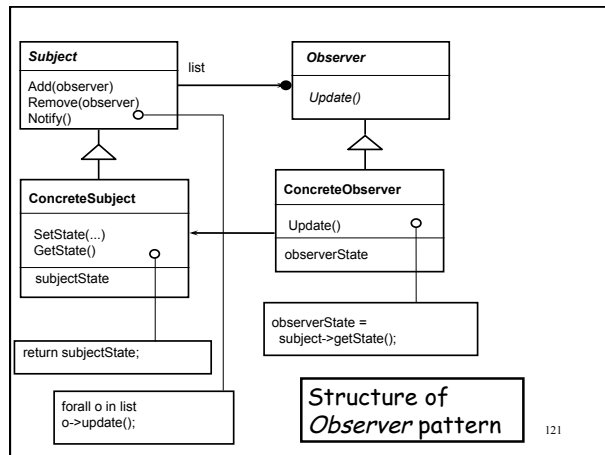 Subject
Add(observer)
Remove(observer)
Notify()
list
Observer
Update()
ConcreteSubject
SetState(...)
GetState()
subjectState
ConcreteObserver
Update()
observerState
return subjectState;
observerState =
subject->getState();
forall o in list
o->update();
Structure of
Observer pattern
121